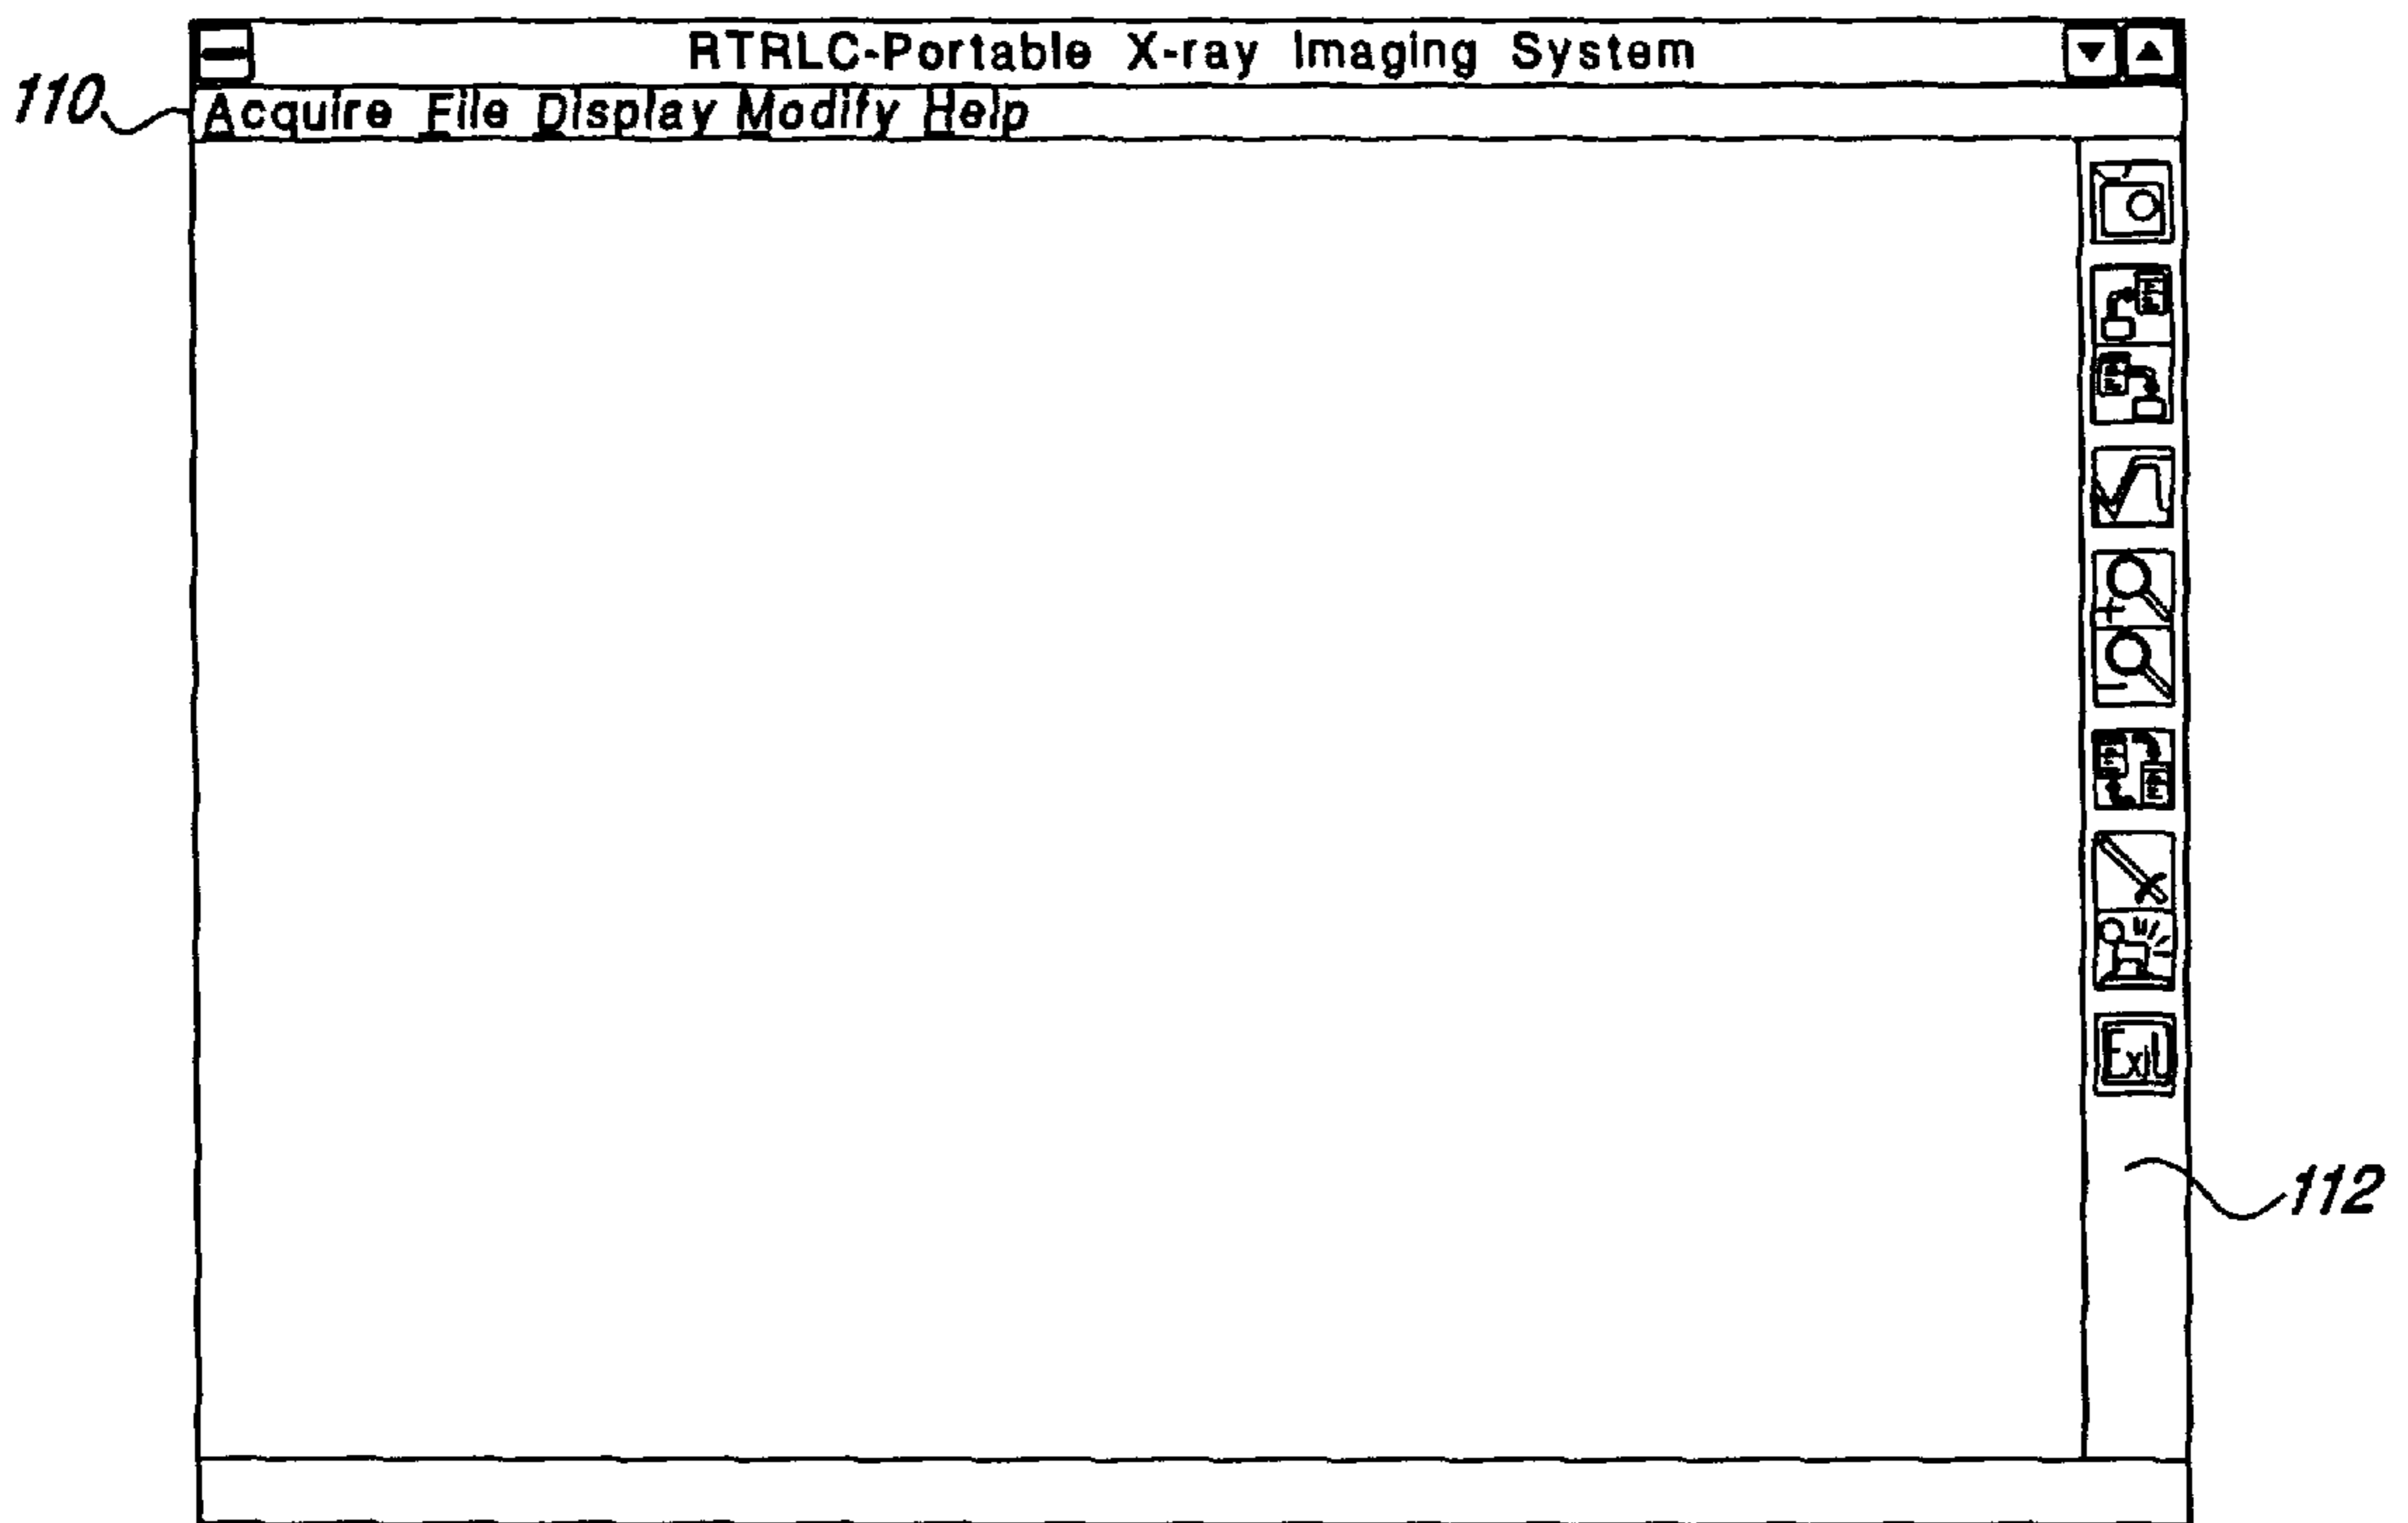 RTRLC-Portable X-ray Imaging System
110
Acquire File Display Modify Help
Exit
112